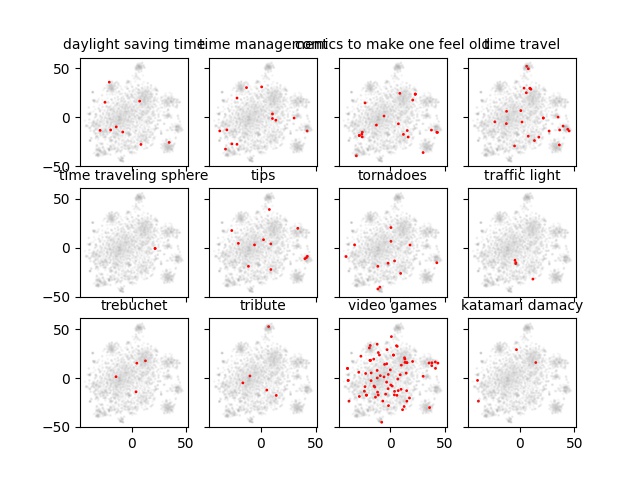 daylight saving time time management comics to make one feel old time travel
50
0
−50
time traveling sphere tips tornadoes traffic light
50
0
−50
trebuchet tribute video games katamari damacy
50
0
−50
0 50 0 50 0 50 0 50